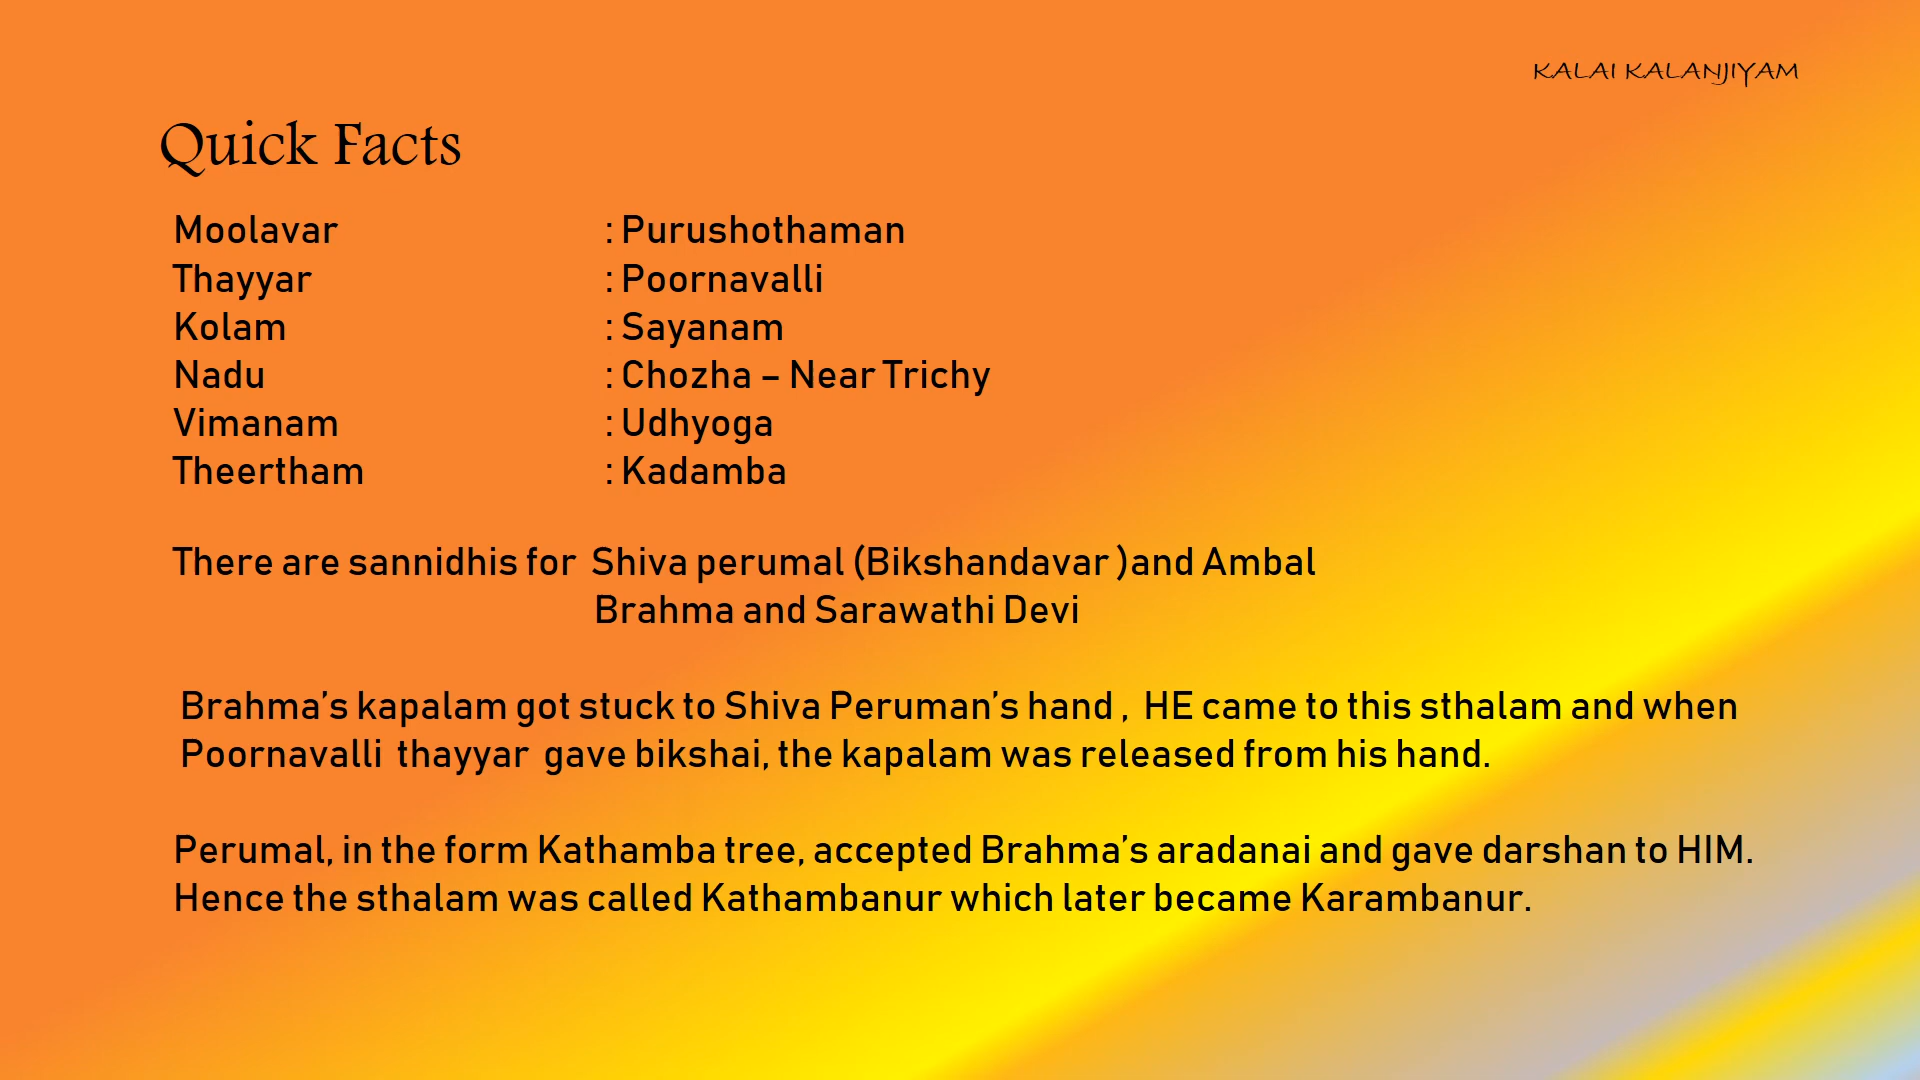 KALAI KALANJIYAM
Quick Facts
Moolavar : Purushothaman
Thayyar : Poornavalli
Kolam : Sayanam
Nadu : Chozha – Near Trichy
Vimanam : Udhyoga
Theertham : Kadamba
There are sannidhis for Shiva perumal (Bikshandavar )and Ambal
Brahma and Sarawathi Devi
Brahma’s kapalam got stuck to Shiva Peruman’s hand , HE came to this sthalam and when
Poornavalli thayyar gave bikshai, the kapalam was released from his hand.
Perumal, in the form Kathamba tree, accepted Brahma’s aradanai and gave darshan to HIM.
Hence the sthalam was called Kathambanur which later became Karambanur.